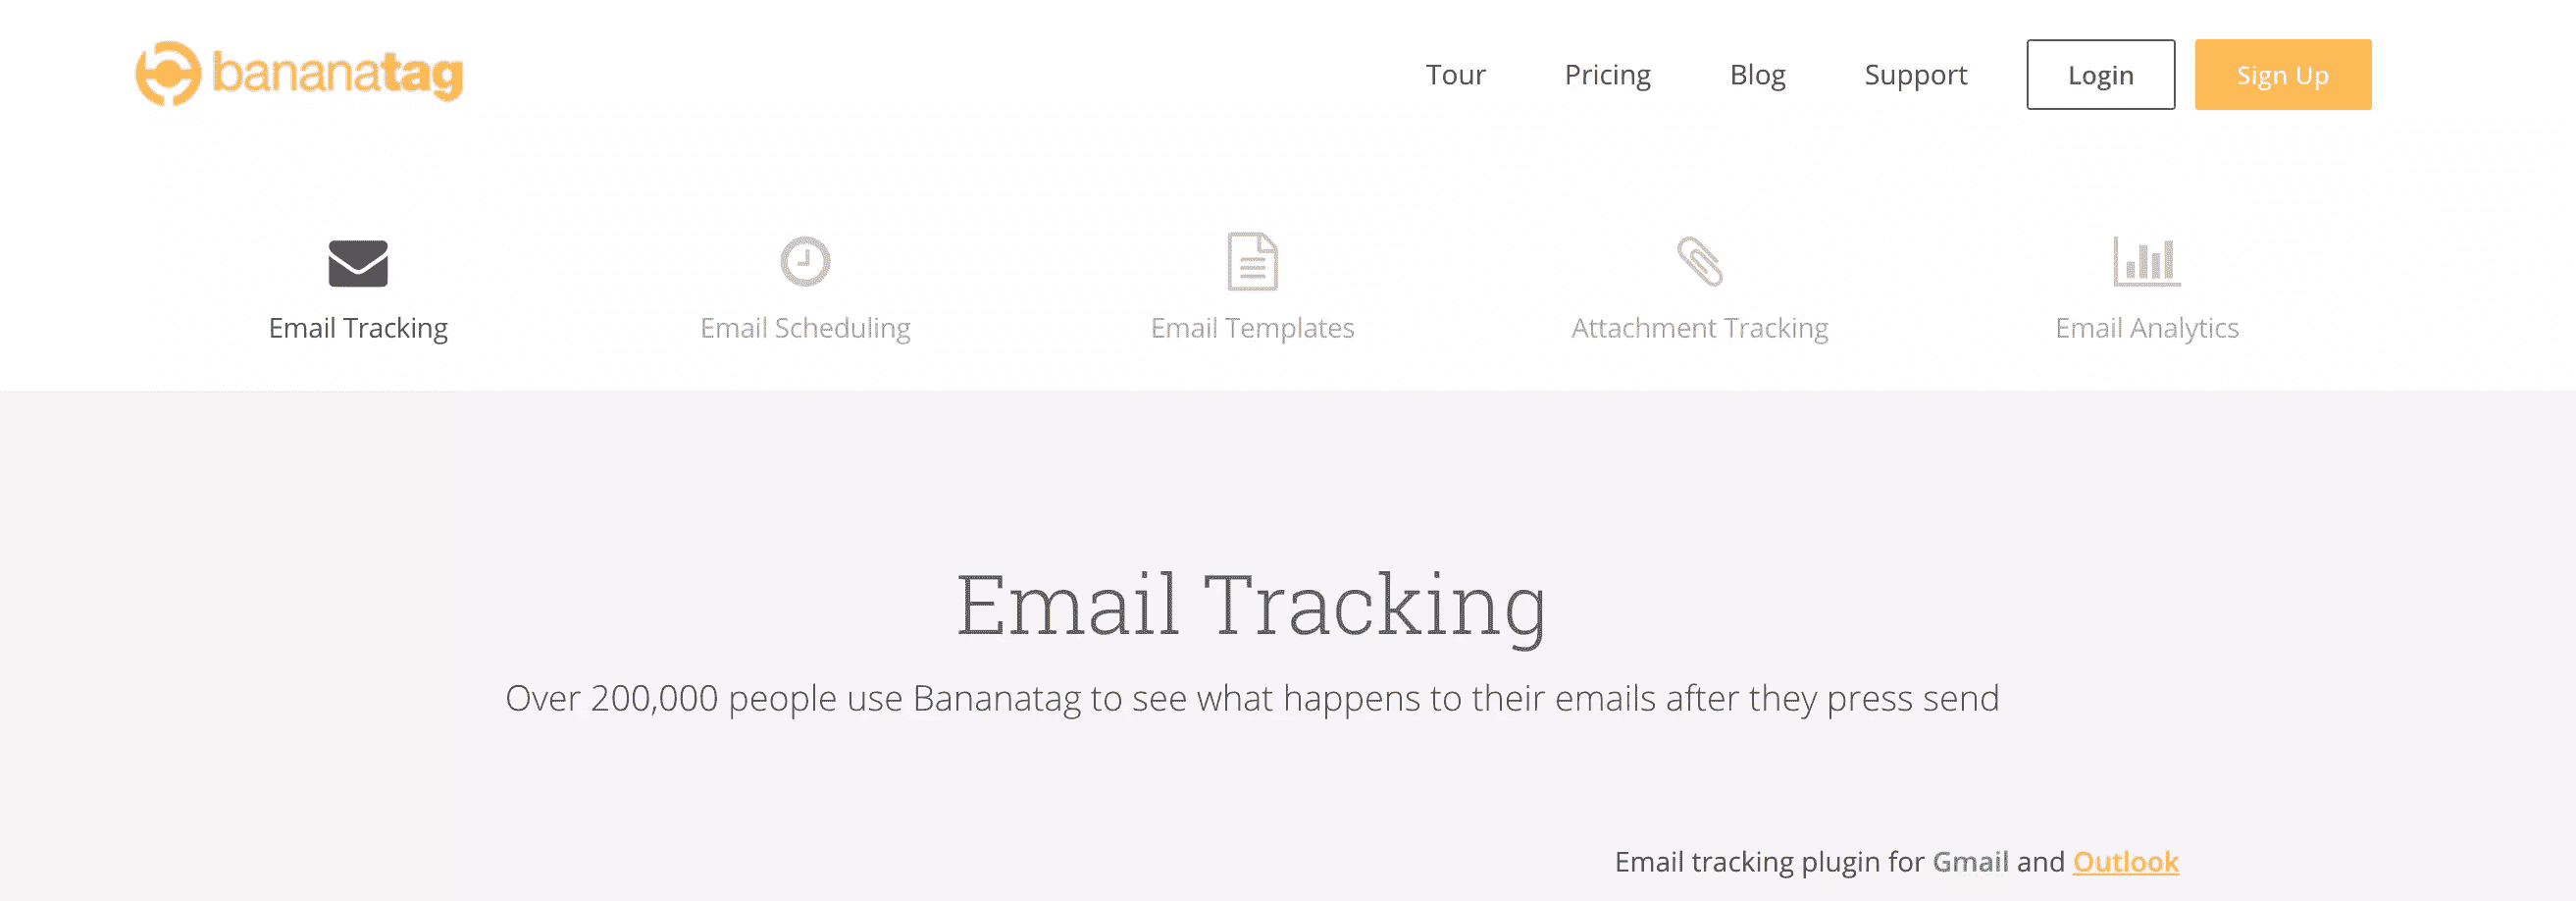 bananatag
Tour Pricing Blog Support Login Sign Up
Email Tracking Email Scheduling Email Templates Attachment Tracking Email Analytics
Email Tracking
Over 200,000 people use Bananatag to see what happens to their emails after they press send
Email tracking plugin for Gmail and Outlook